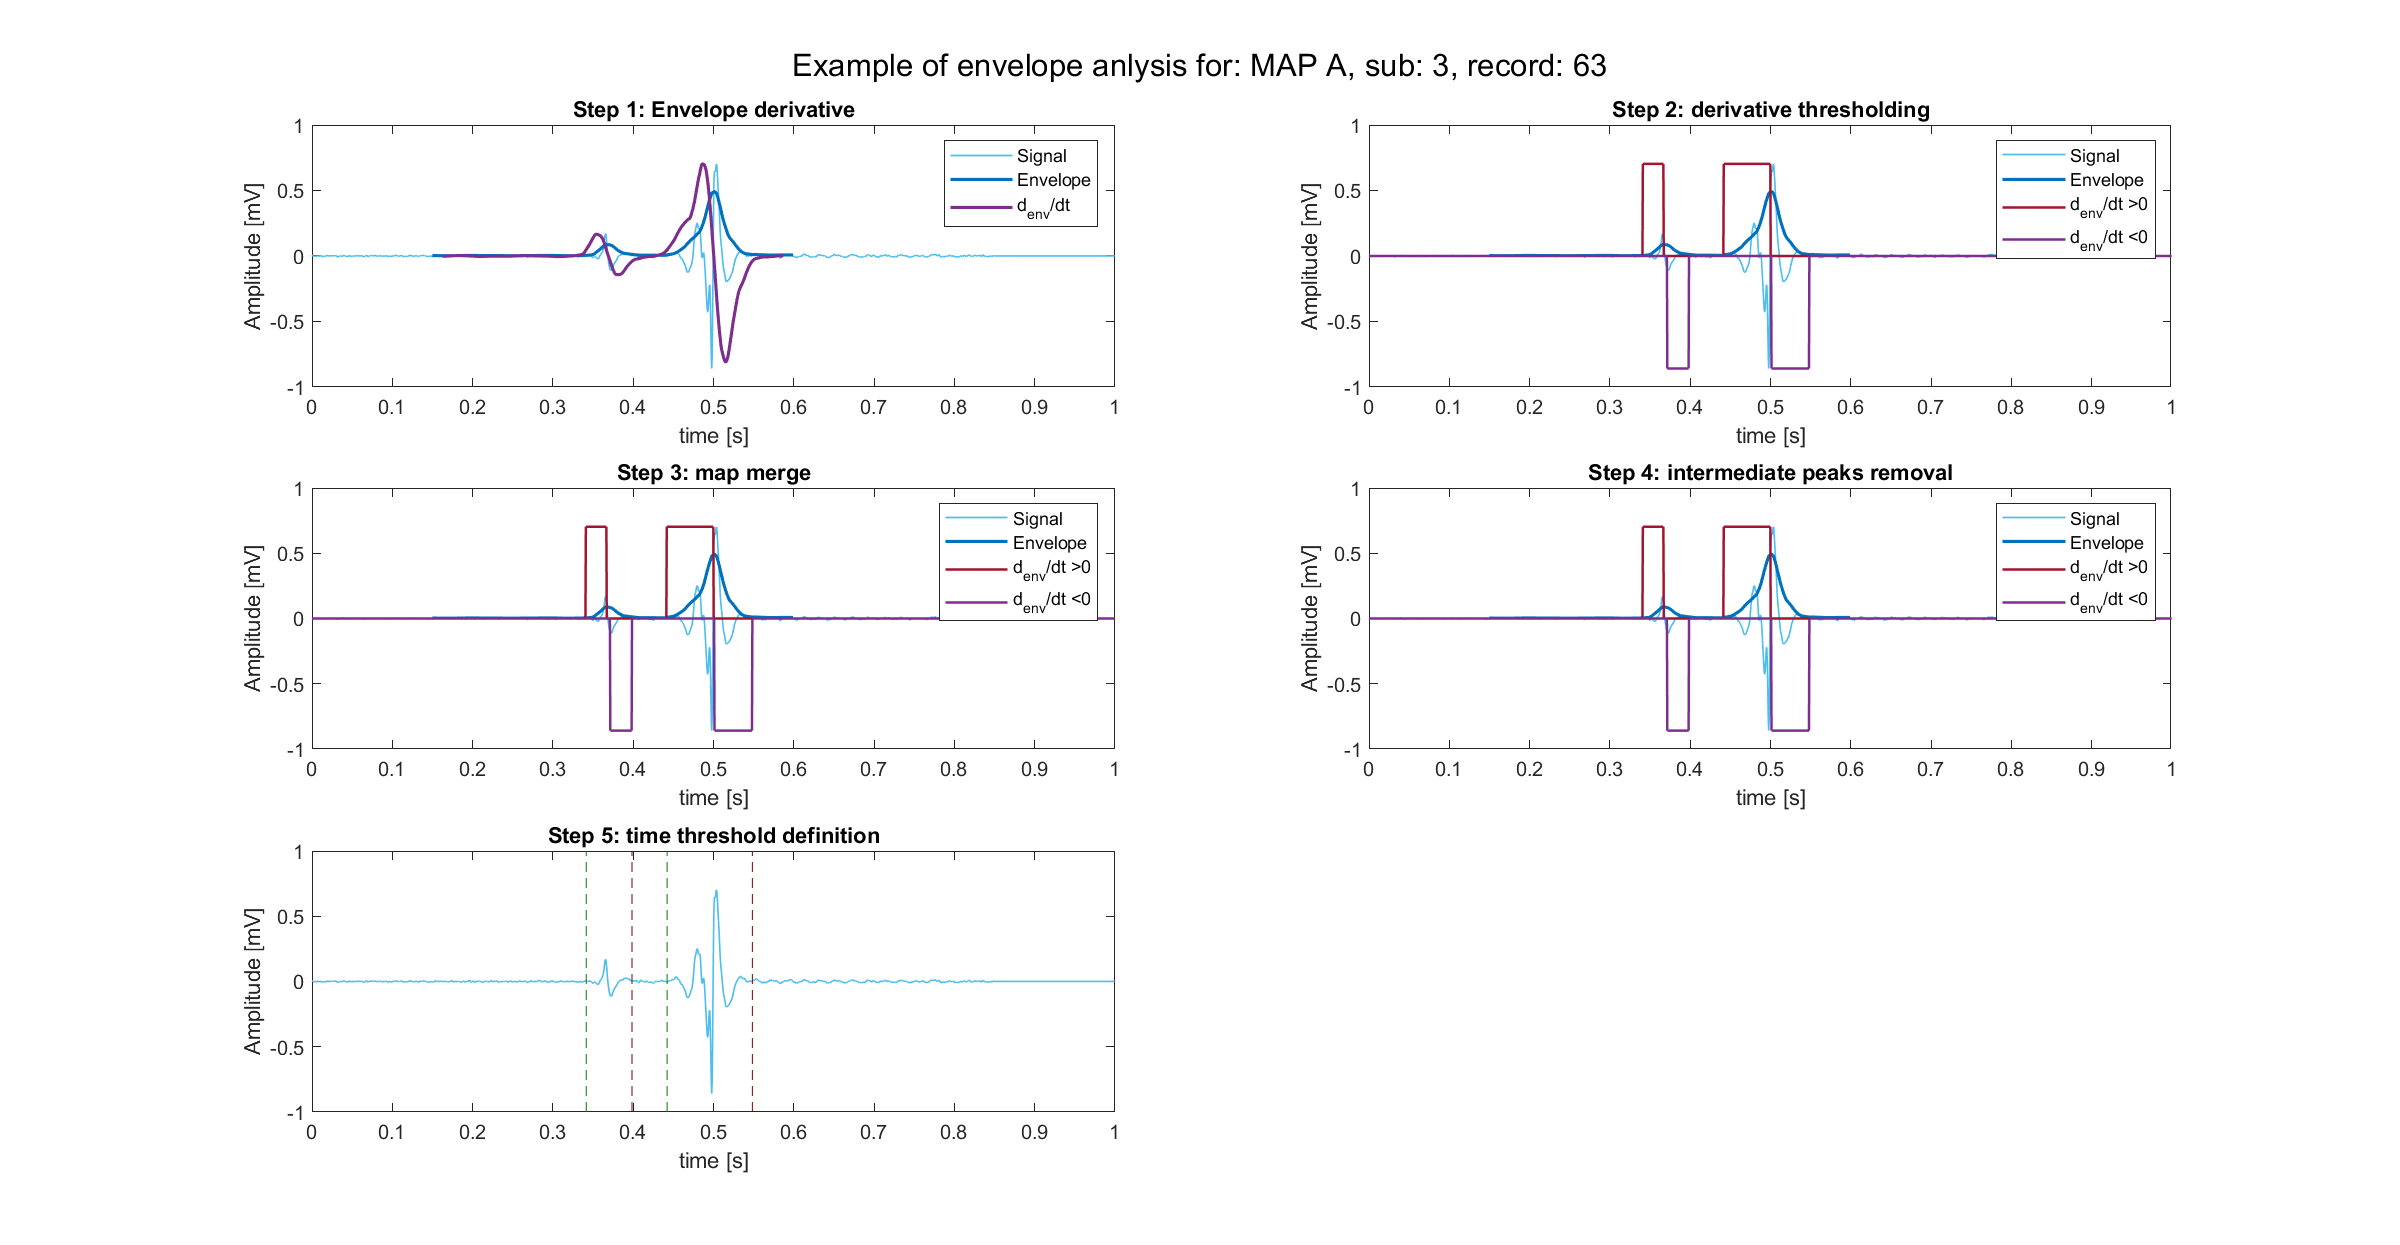 Example of envelope anlysis for: MAP A, sub: 3, record: 63
Step 1: Envelope derivative
Amplitude [mV]
1
0.5
0
-0.5
-1
Signal
Envelope
d_env/dt
0 0.1 0.2 0.3 0.4 0.5 0.6 0.7 0.8 0.9 1
time [s]
Step 2: derivative thresholding
Amplitude [mV]
1
0.5
0
-0.5
-1
Signal
Envelope
d_env/dt >0
d_env/dt <0
0 0.1 0.2 0.3 0.4 0.5 0.6 0.7 0.8 0.9 1
time [s]
Step 3: map merge
Amplitude [mV]
1
0.5
0
-0.5
-1
Signal
Envelope
d_env/dt >0
d_env/dt <0
0 0.1 0.2 0.3 0.4 0.5 0.6 0.7 0.8 0.9 1
time [s]
Step 4: intermediate peaks removal
Amplitude [mV]
1
0.5
0
-0.5
-1
Signal
Envelope
d_env/dt >0
d_env/dt <0
0 0.1 0.2 0.3 0.4 0.5 0.6 0.7 0.8 0.9 1
time [s]
Step 5: time threshold definition
Amplitude [mV]
1
0.5
0
-0.5
-1
0 0.1 0.2 0.3 0.4 0.5 0.6 0.7 0.8 0.9 1
time [s]